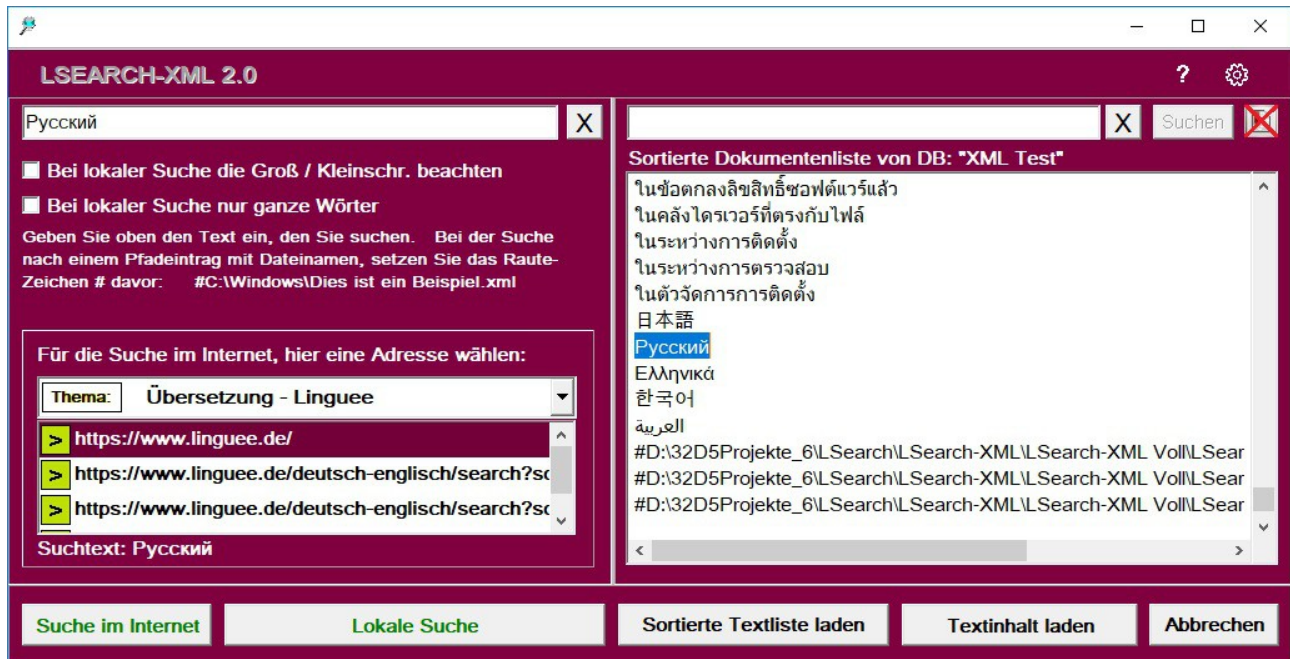 LSEARCH-XML 2.0
?
Русский
X
Bei lokaler Suche die Groß / Kleinschr. beachten
Bei lokaler Suche nur ganze Wörter
Geben Sie oben den Text ein, den Sie suchen. Bei der Suche
nach einem Pfadeintrag mit Dateinamen, setzen Sie das Raute-
Zeichen # davor: #C:\Windows\Dies ist ein Beispiel.xml
Für die Suche im Internet, hier eine Adresse wählen:
Thema: Übersetzung - Linguee
> https://www.linguee.de/
> https://www.linguee.de/deutsch-englisch/search?so
> https://www.linguee.de/deutsch-englisch/search?so
Suchtext: Русский
X
Suchen
Sortierte Dokumentenliste von DB: "XML Test"
ในข้อตกลงลิขสิทธิ์ซอฟต์แวร์แล้ว
ในคลังไดรเวอร์ที่ตรงกับไฟล์
ในระหว่างการติดตั้ง
ในระหว่างการตรวจสอบ
ในตัวจัดการการติดตั้ง
日本語
Русский
Ελληνικά
한국어
العربية
#D:\32D5Projekte_6\LSearch\LSearch-XML\LSearch-XML Voll\LSear
#D:\32D5Projekte_6\LSearch\LSearch-XML\LSearch-XML Voll\LSear
#D:\32D5Projekte_6\LSearch\LSearch-XML\LSearch-XML Voll\LSear
Suche im Internet
Lokale Suche
Sortierte Textliste laden
Textinhalt laden
Abbrechen